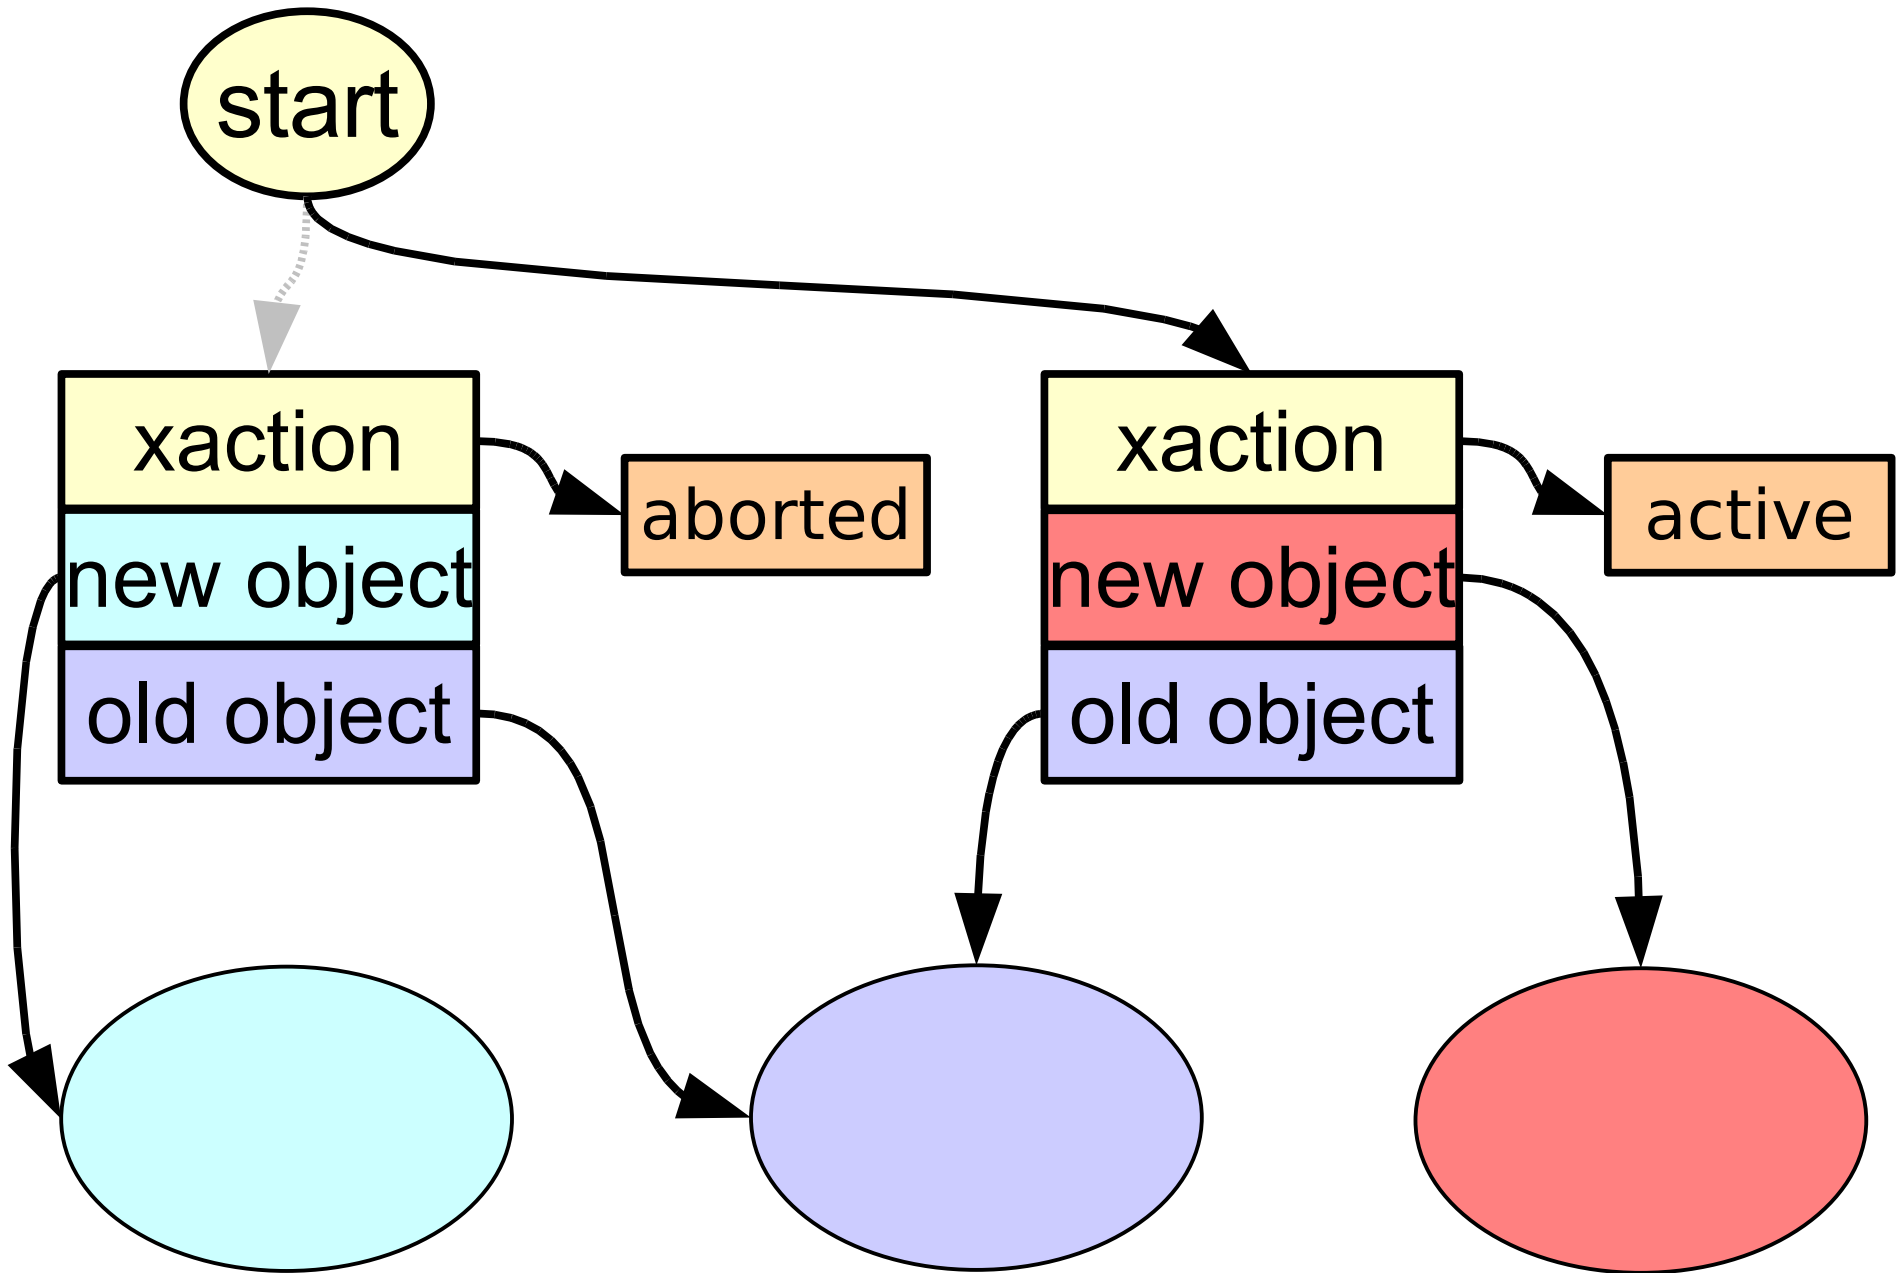 start
xaction
new object
old object
aborted
xaction
new object
old object
active